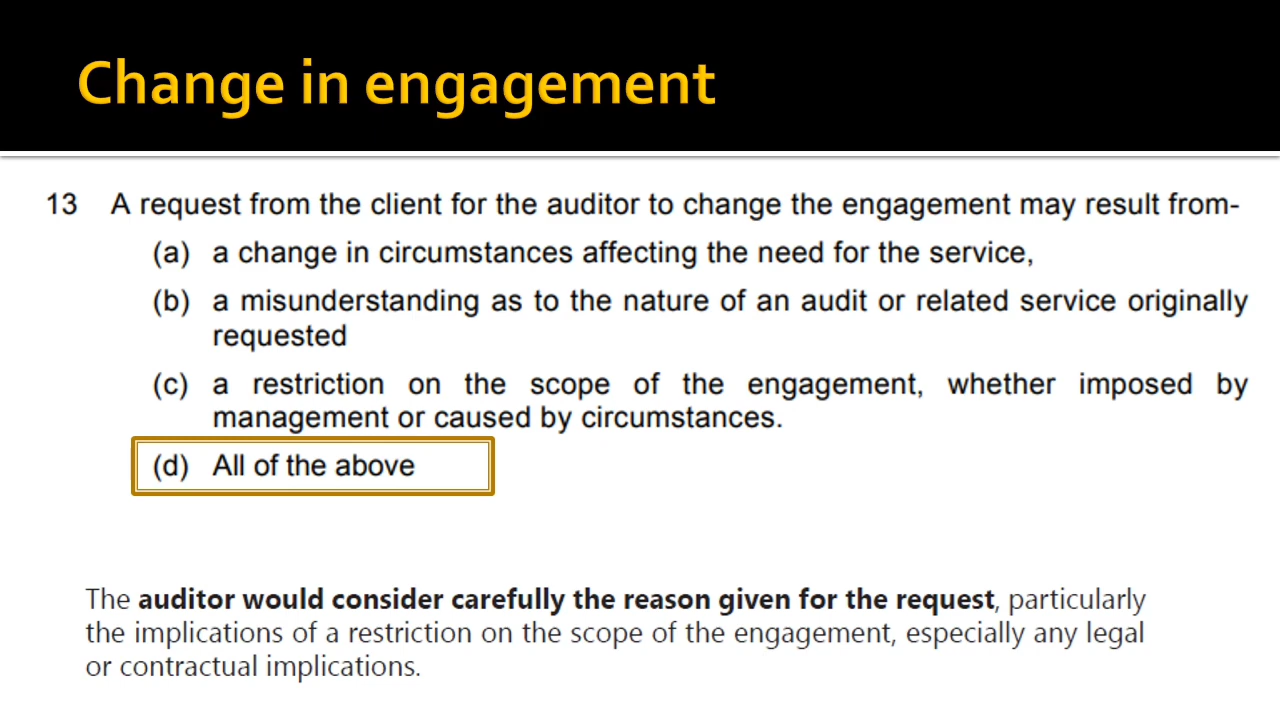 Change in engagement
13 A request from the client for the auditor to change the engagement may result from-
(a) a change in circumstances affecting the need for the service,
(b) a misunderstanding as to the nature of an audit or related service originally
requested
(c) a restriction on the scope of the engagement, whether imposed by
management or caused by circumstances.
(d) All of the above
The auditor would consider carefully the reason given for the request, particularly
the implications of a restriction on the scope of the engagement, especially any legal
or contractual implications.